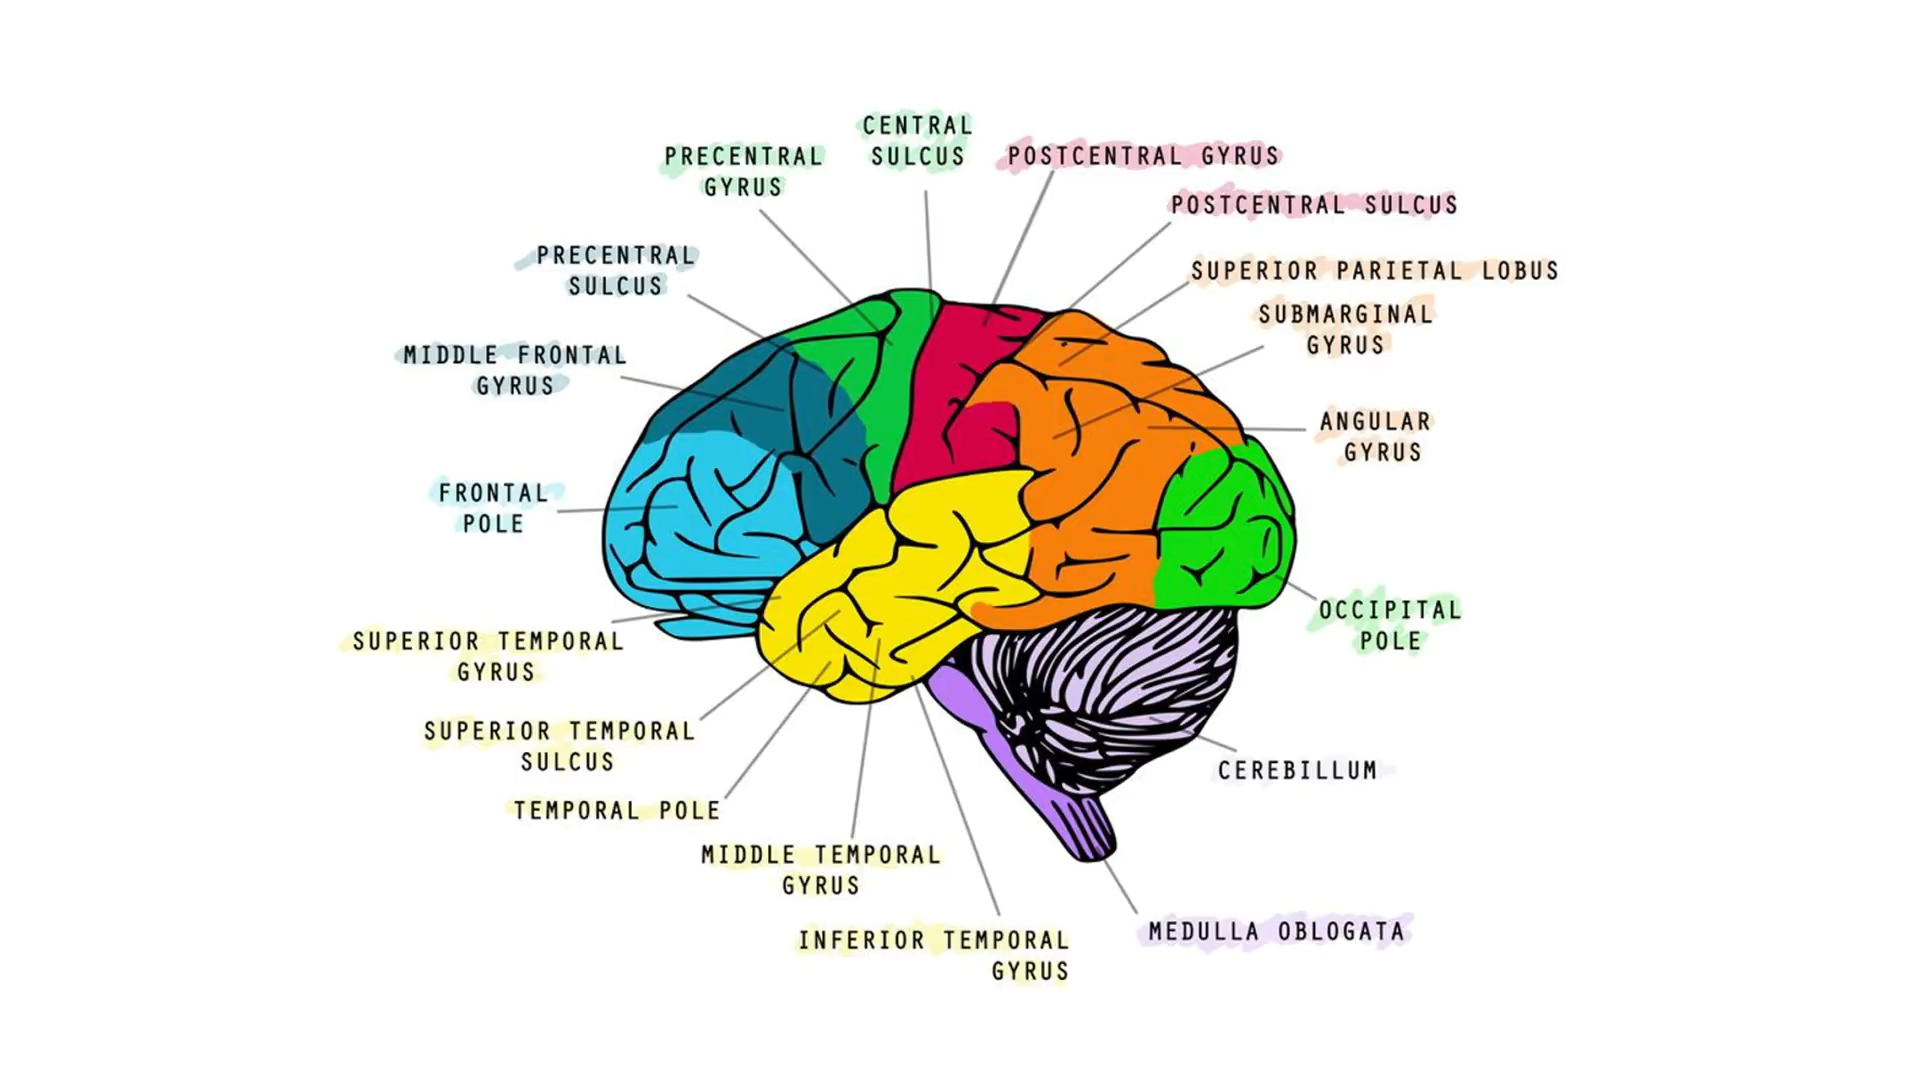 CENTRAL
SULCUS
PRECENTRAL
GYRUS
POSTCENTRAL GYRUS
POSTCENTRAL SULCUS
PRECENTRAL
SULCUS
SUPERIOR PARIETAL LOBUS
SUBMARGINAL
GYRUS
MIDDLE FRONTAL
GYRUS
ANGULAR
GYRUS
FRONTAL
POLE
OCCIPITAL
POLE
SUPERIOR TEMPORAL
GYRUS
SUPERIOR TEMPORAL
SULCUS
CEREBILLUM
TEMPORAL POLE
MIDDLE TEMPORAL
GYRUS
MEDULLA OBLOGATA
INFERIOR TEMPORAL
GYRUS